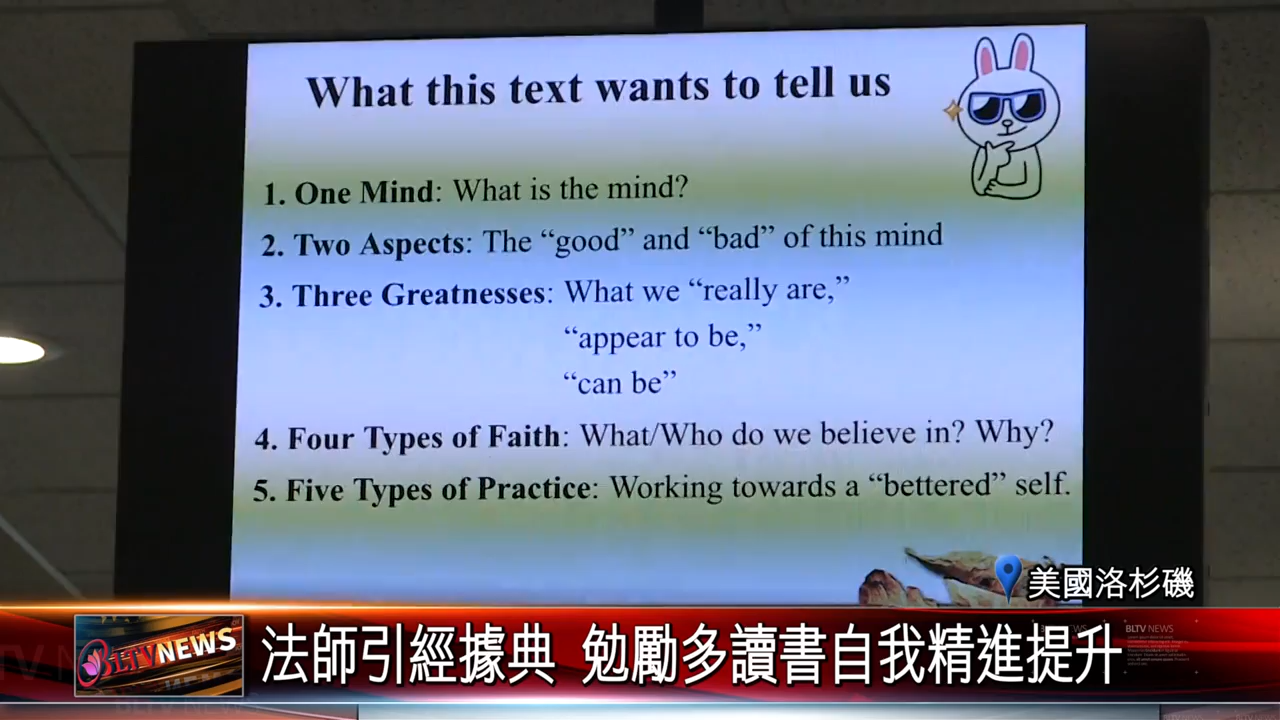 What this text wants to tell us
1. One Mind: What is the mind?
2. Two Aspects: The “good” and “bad” of this mind
3. Three Greatnesses: What we “really are,”
“appear to be,”
“can be”
4. Four Types of Faith: What/Who do we believe in? Why?
5. Five Types of Practice: Working towards a “bettered” self.
美國洛杉磯
BLTV NEWS
法師引經據典 勉勵多讀書自我精進提升
BLTV NEWS